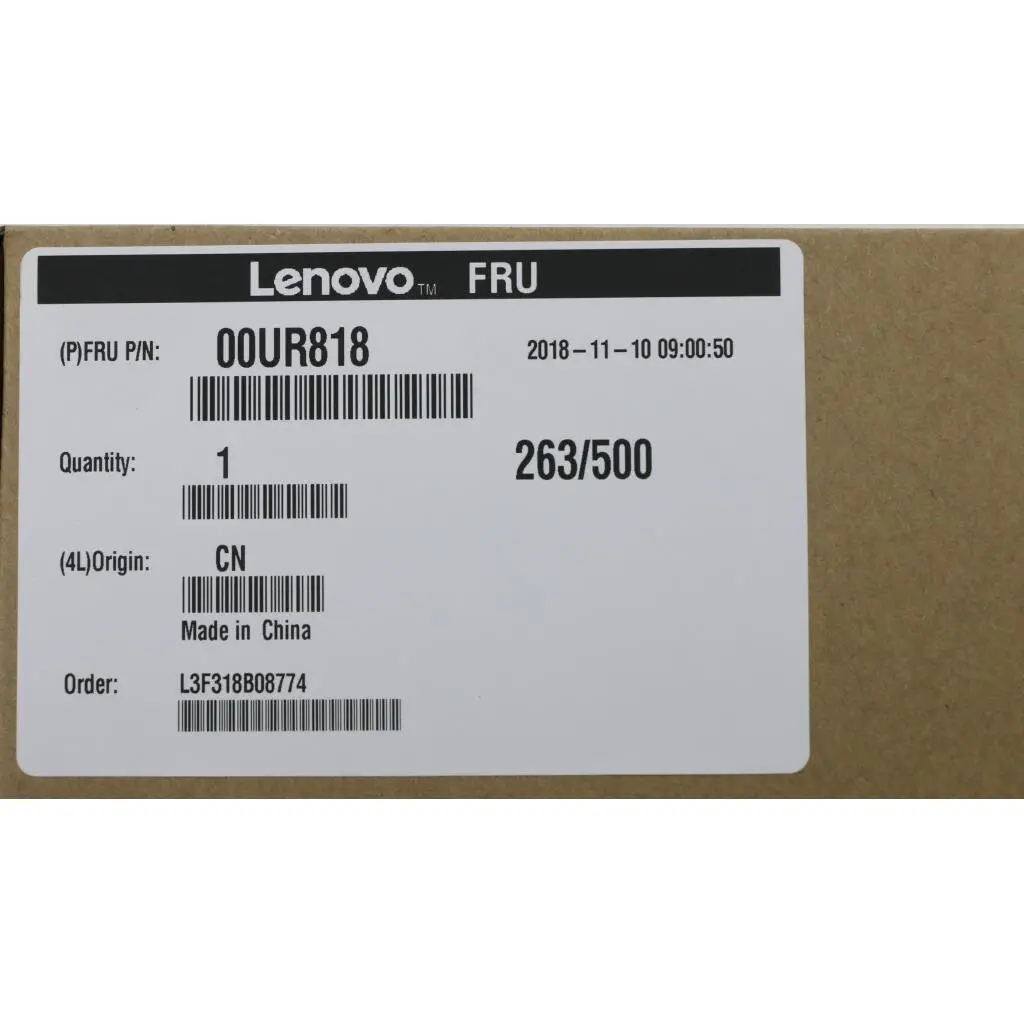 Lenovo™ FRU
(P)FRU P/N: 00UR818 2018-11-10 09:00:50
Quantity: 1 263/500
(4L)Origin: CN
Made in China
Order: L3F318B08774